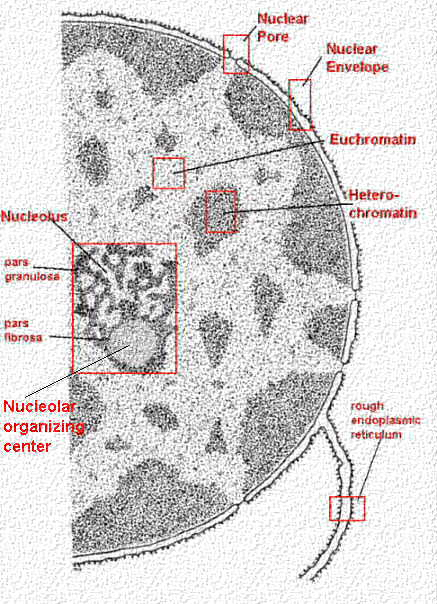 Nuclear
Pore
Nuclear
Envelope
Euchromatin
Hetero-
chromatin
Nucleolus
pars
granulosa
pars
fibrosa
Nucleolar
organizing
center
rough
endoplasmic
reticulum